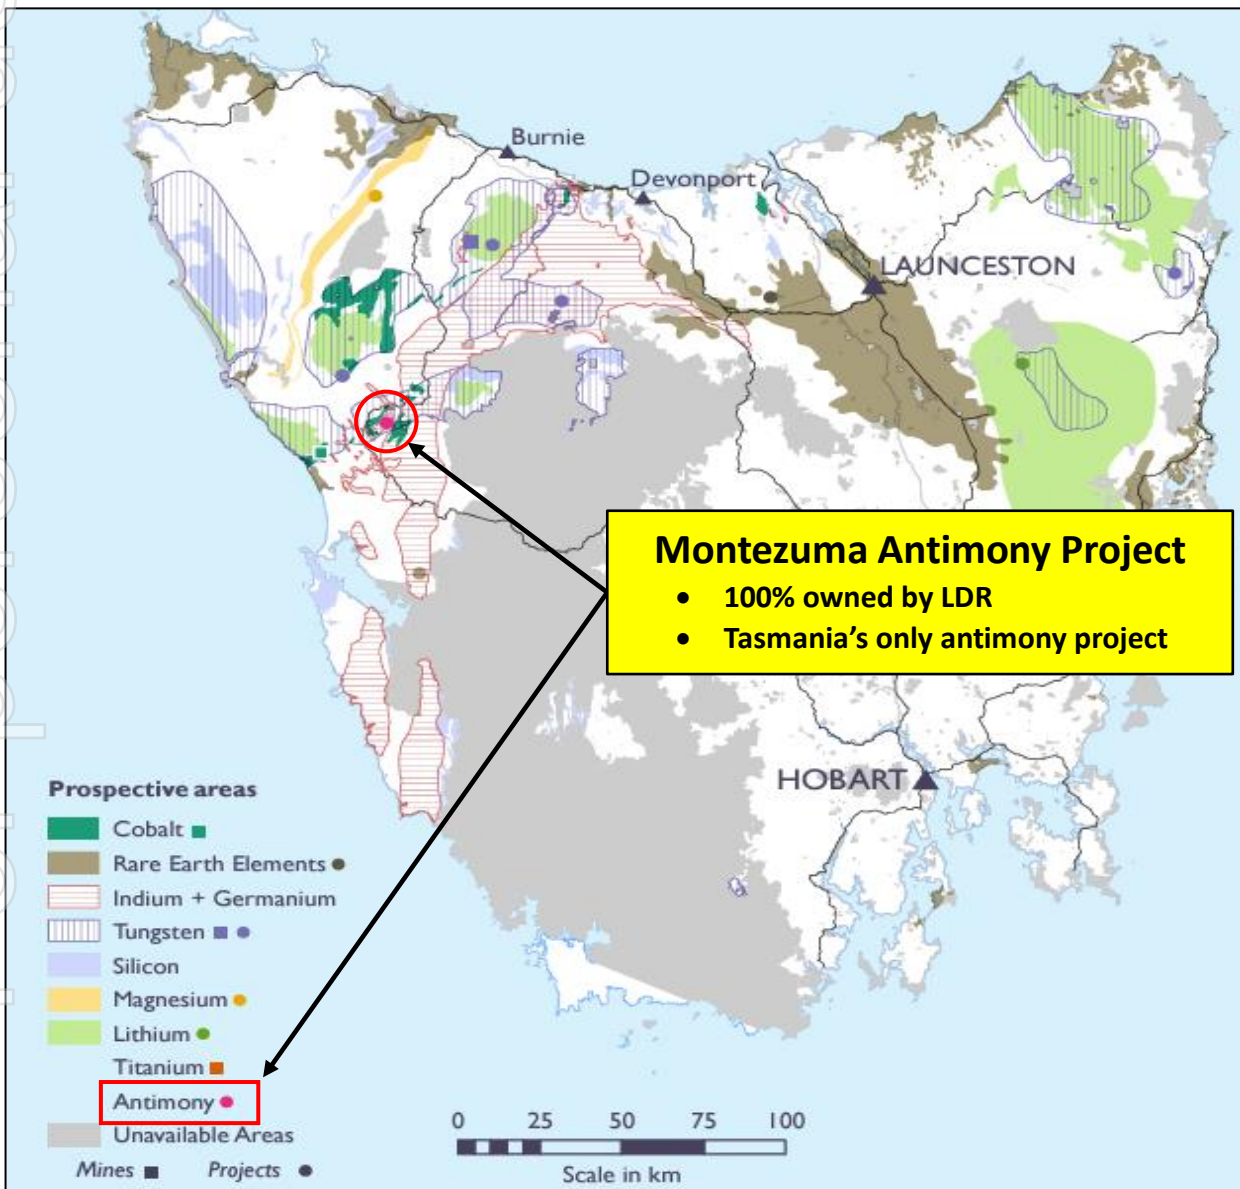 Burnie
Devonport
LAUNCESTON
Montezuma Antimony Project
• 100% owned by LDR
• Tasmania's only antimony project
HOBART
Prospective areas
Cobalt
Rare Earth Elements
Indium + Germanium
Tungsten
Silicon
Magnesium
Lithium
Titanium
Antimony
Unavailable Areas
Mines Projects
0 25 50 75 100
Scale in km